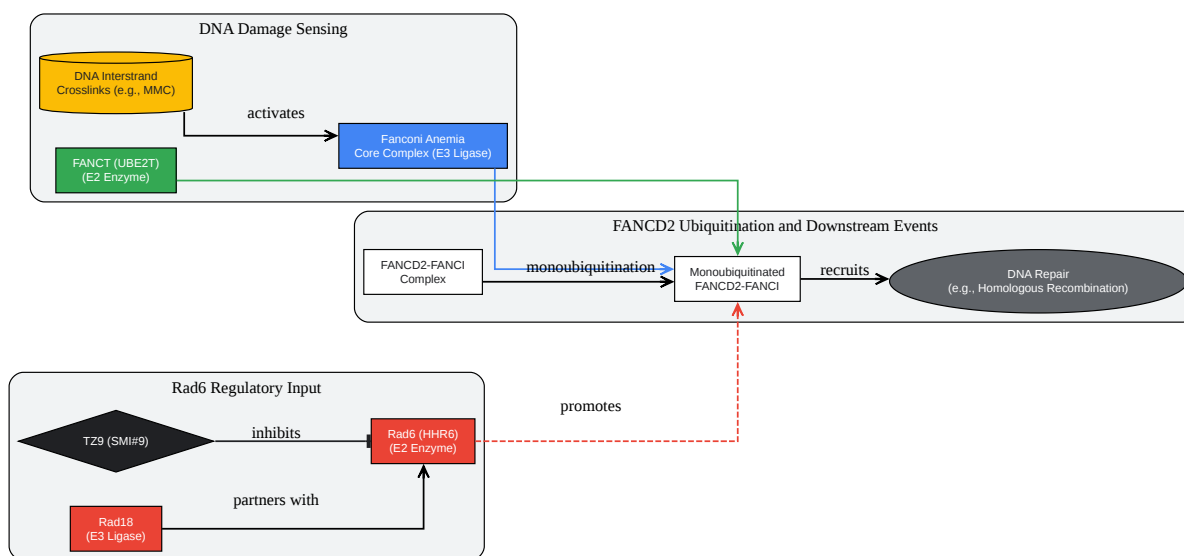 DNA Damage Sensing
DNA Interstrand
Crosslinks (e.g., MMC)
activates
Fanconi Anemia
Core Complex (E3 Ligase)
FANCT (UBE2T)
(E2 Enzyme)
FANCD2 Ubiquitination and Downstream Events
FANCD2-FANCI
Complex
monoubiquitination
Monoubiquitinated
FANCD2-FANCI
recruits
DNA Repair
(e.g., Homologous Recombination)
Rad6 Regulatory Input
TZ9 (SMI#9)
inhibits
Rad6 (HHR6)
(E2 Enzyme)
promotes
partners with
Rad18
(E3 Ligase)